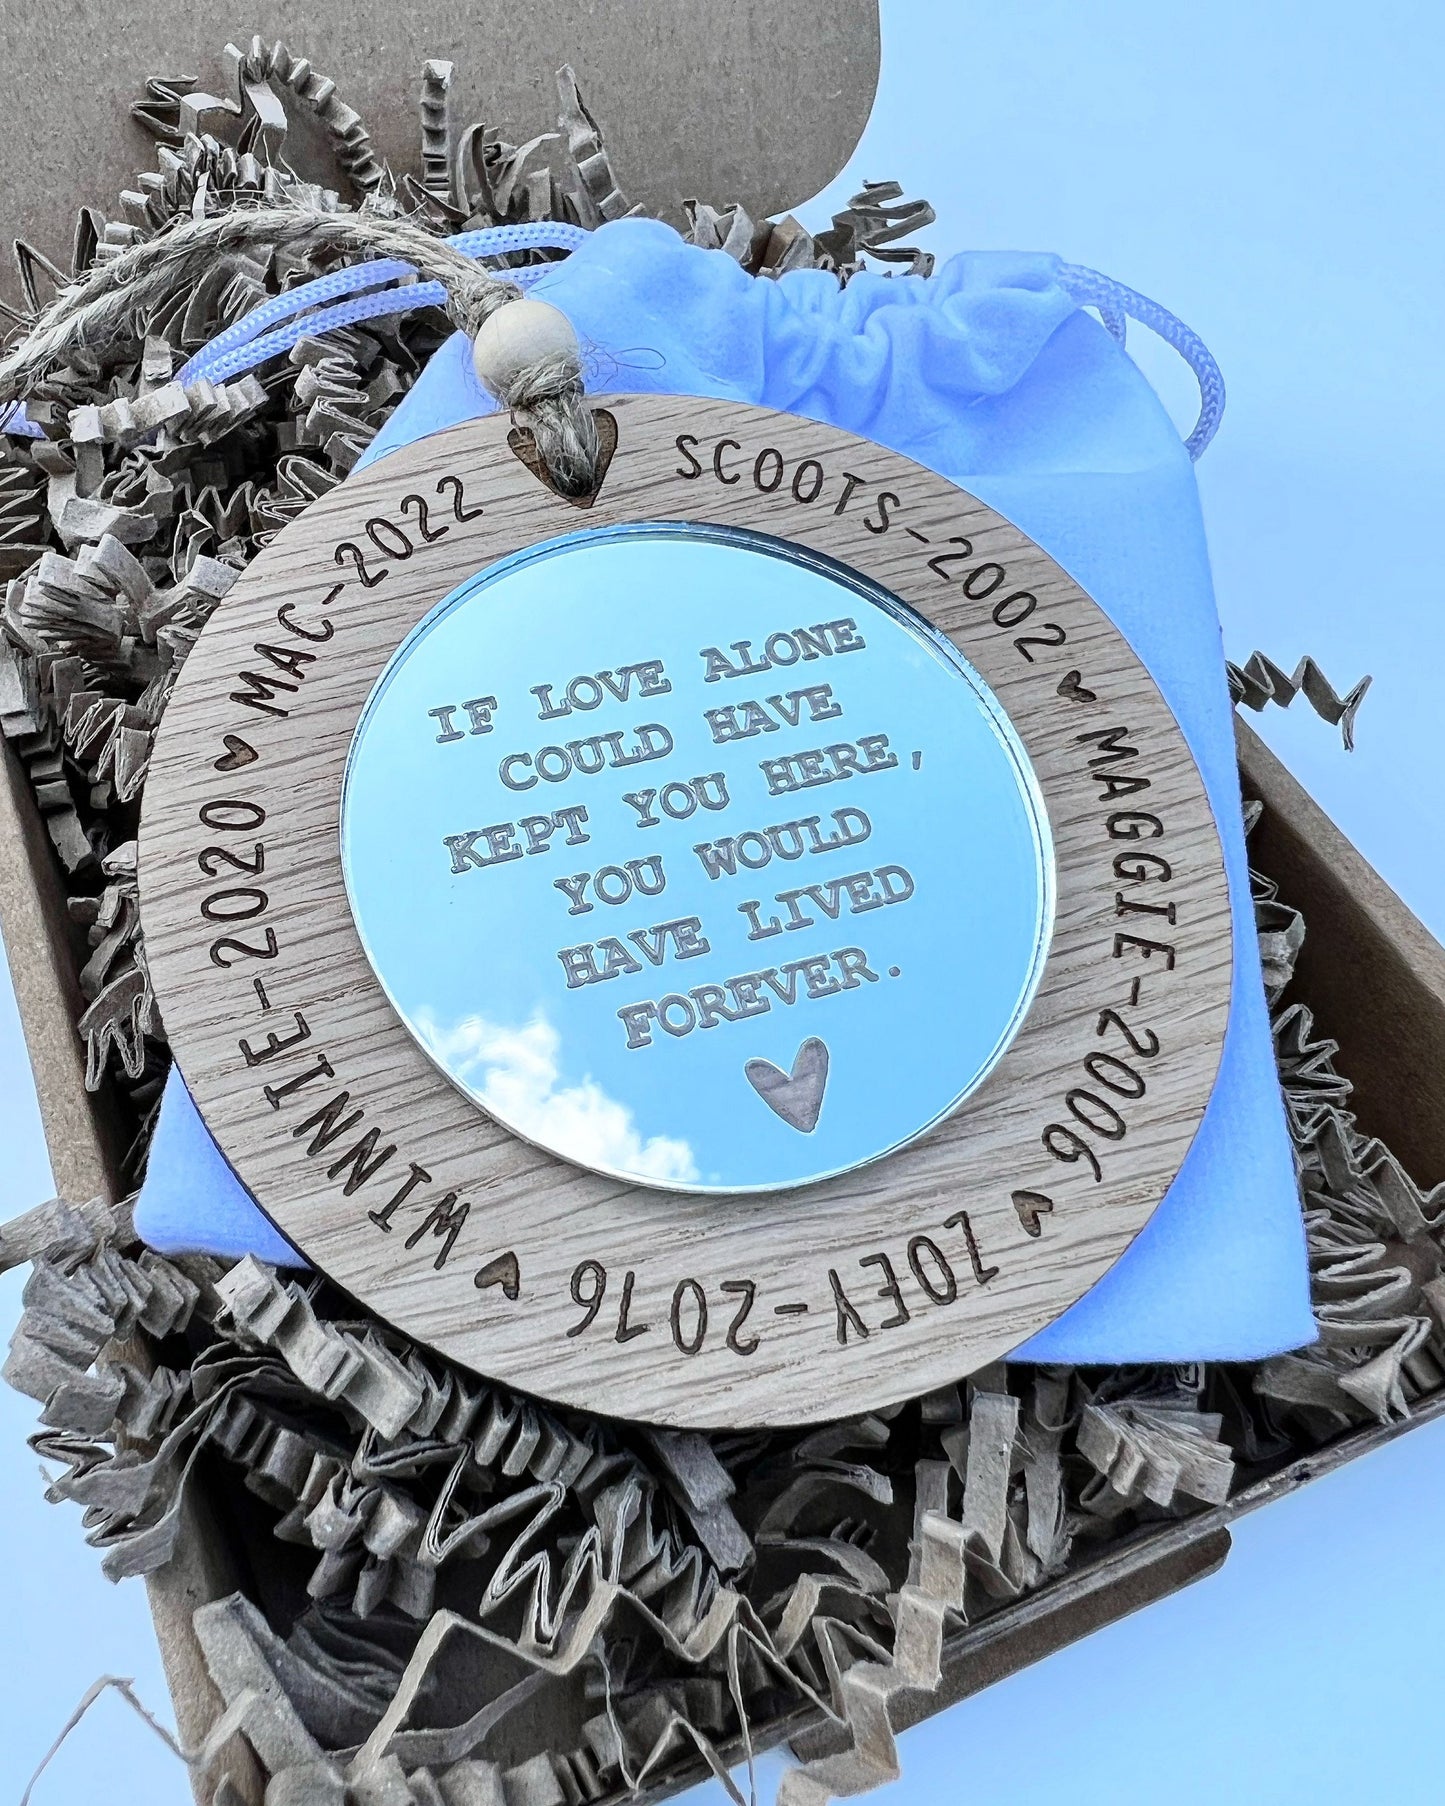 SCOOTS-2002 ♥ MAGGIE-2006 ♥ ZOEY-2016 ♥ WINNIE-2020 ♥ MAC-2022
IF LOVE ALONE
COULD HAVE
KEPT YOU HERE,
YOU WOULD
HAVE LIVED
FOREVER.